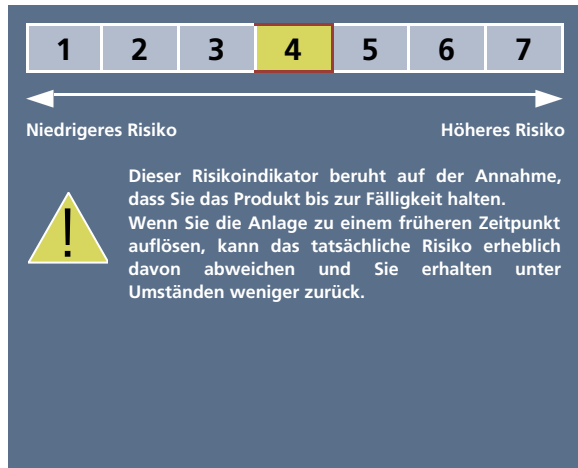 1 2 3 4 5 6 7
Niedrigeres Risiko Höheres Risiko
Dieser Risikoindikator beruht auf der Annahme,
dass Sie das Produkt bis zur Fälligkeit halten.
Wenn Sie die Anlage zu einem früheren Zeitpunkt
auflösen, kann das tatsächliche Risiko erheblich
davon abweichen und Sie erhalten unter
Umständen weniger zurück.
!